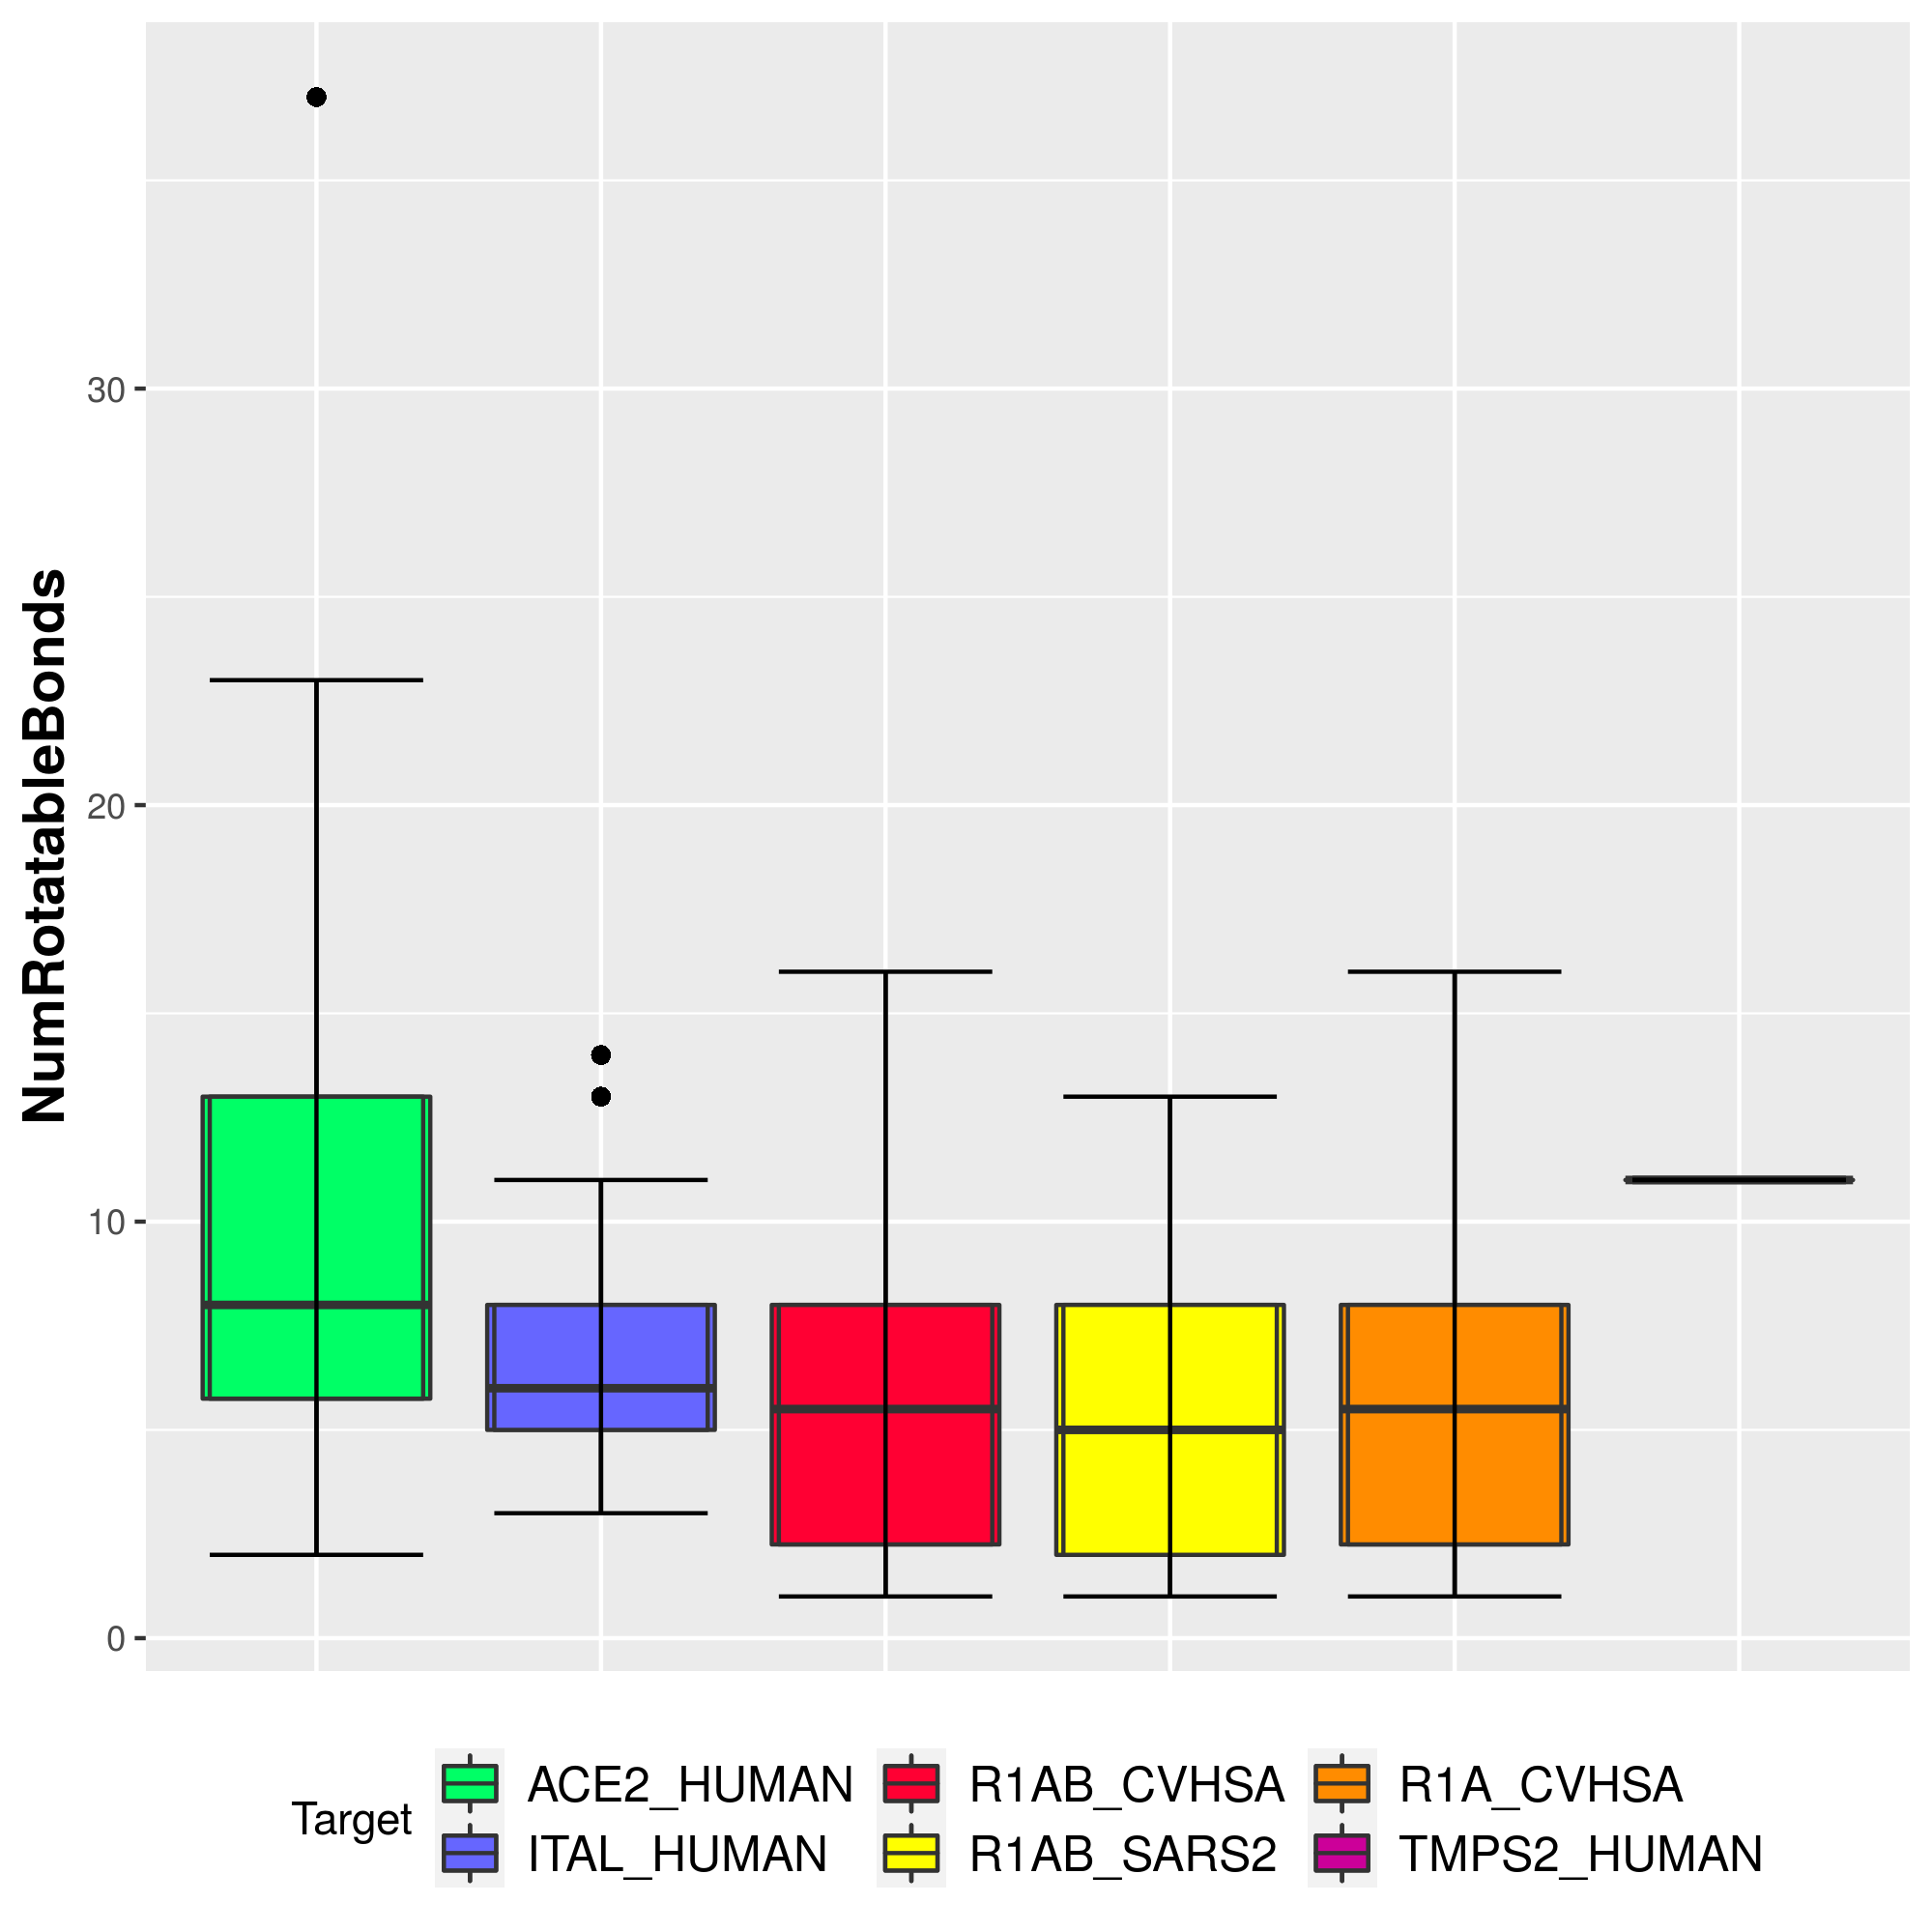 NumRotatableBonds
30
20
10
0
Target
ACE2_HUMAN R1AB_CVHSA R1A_CVHSA
ITAL_HUMAN R1AB_SARS2 TMPS2_HUMAN